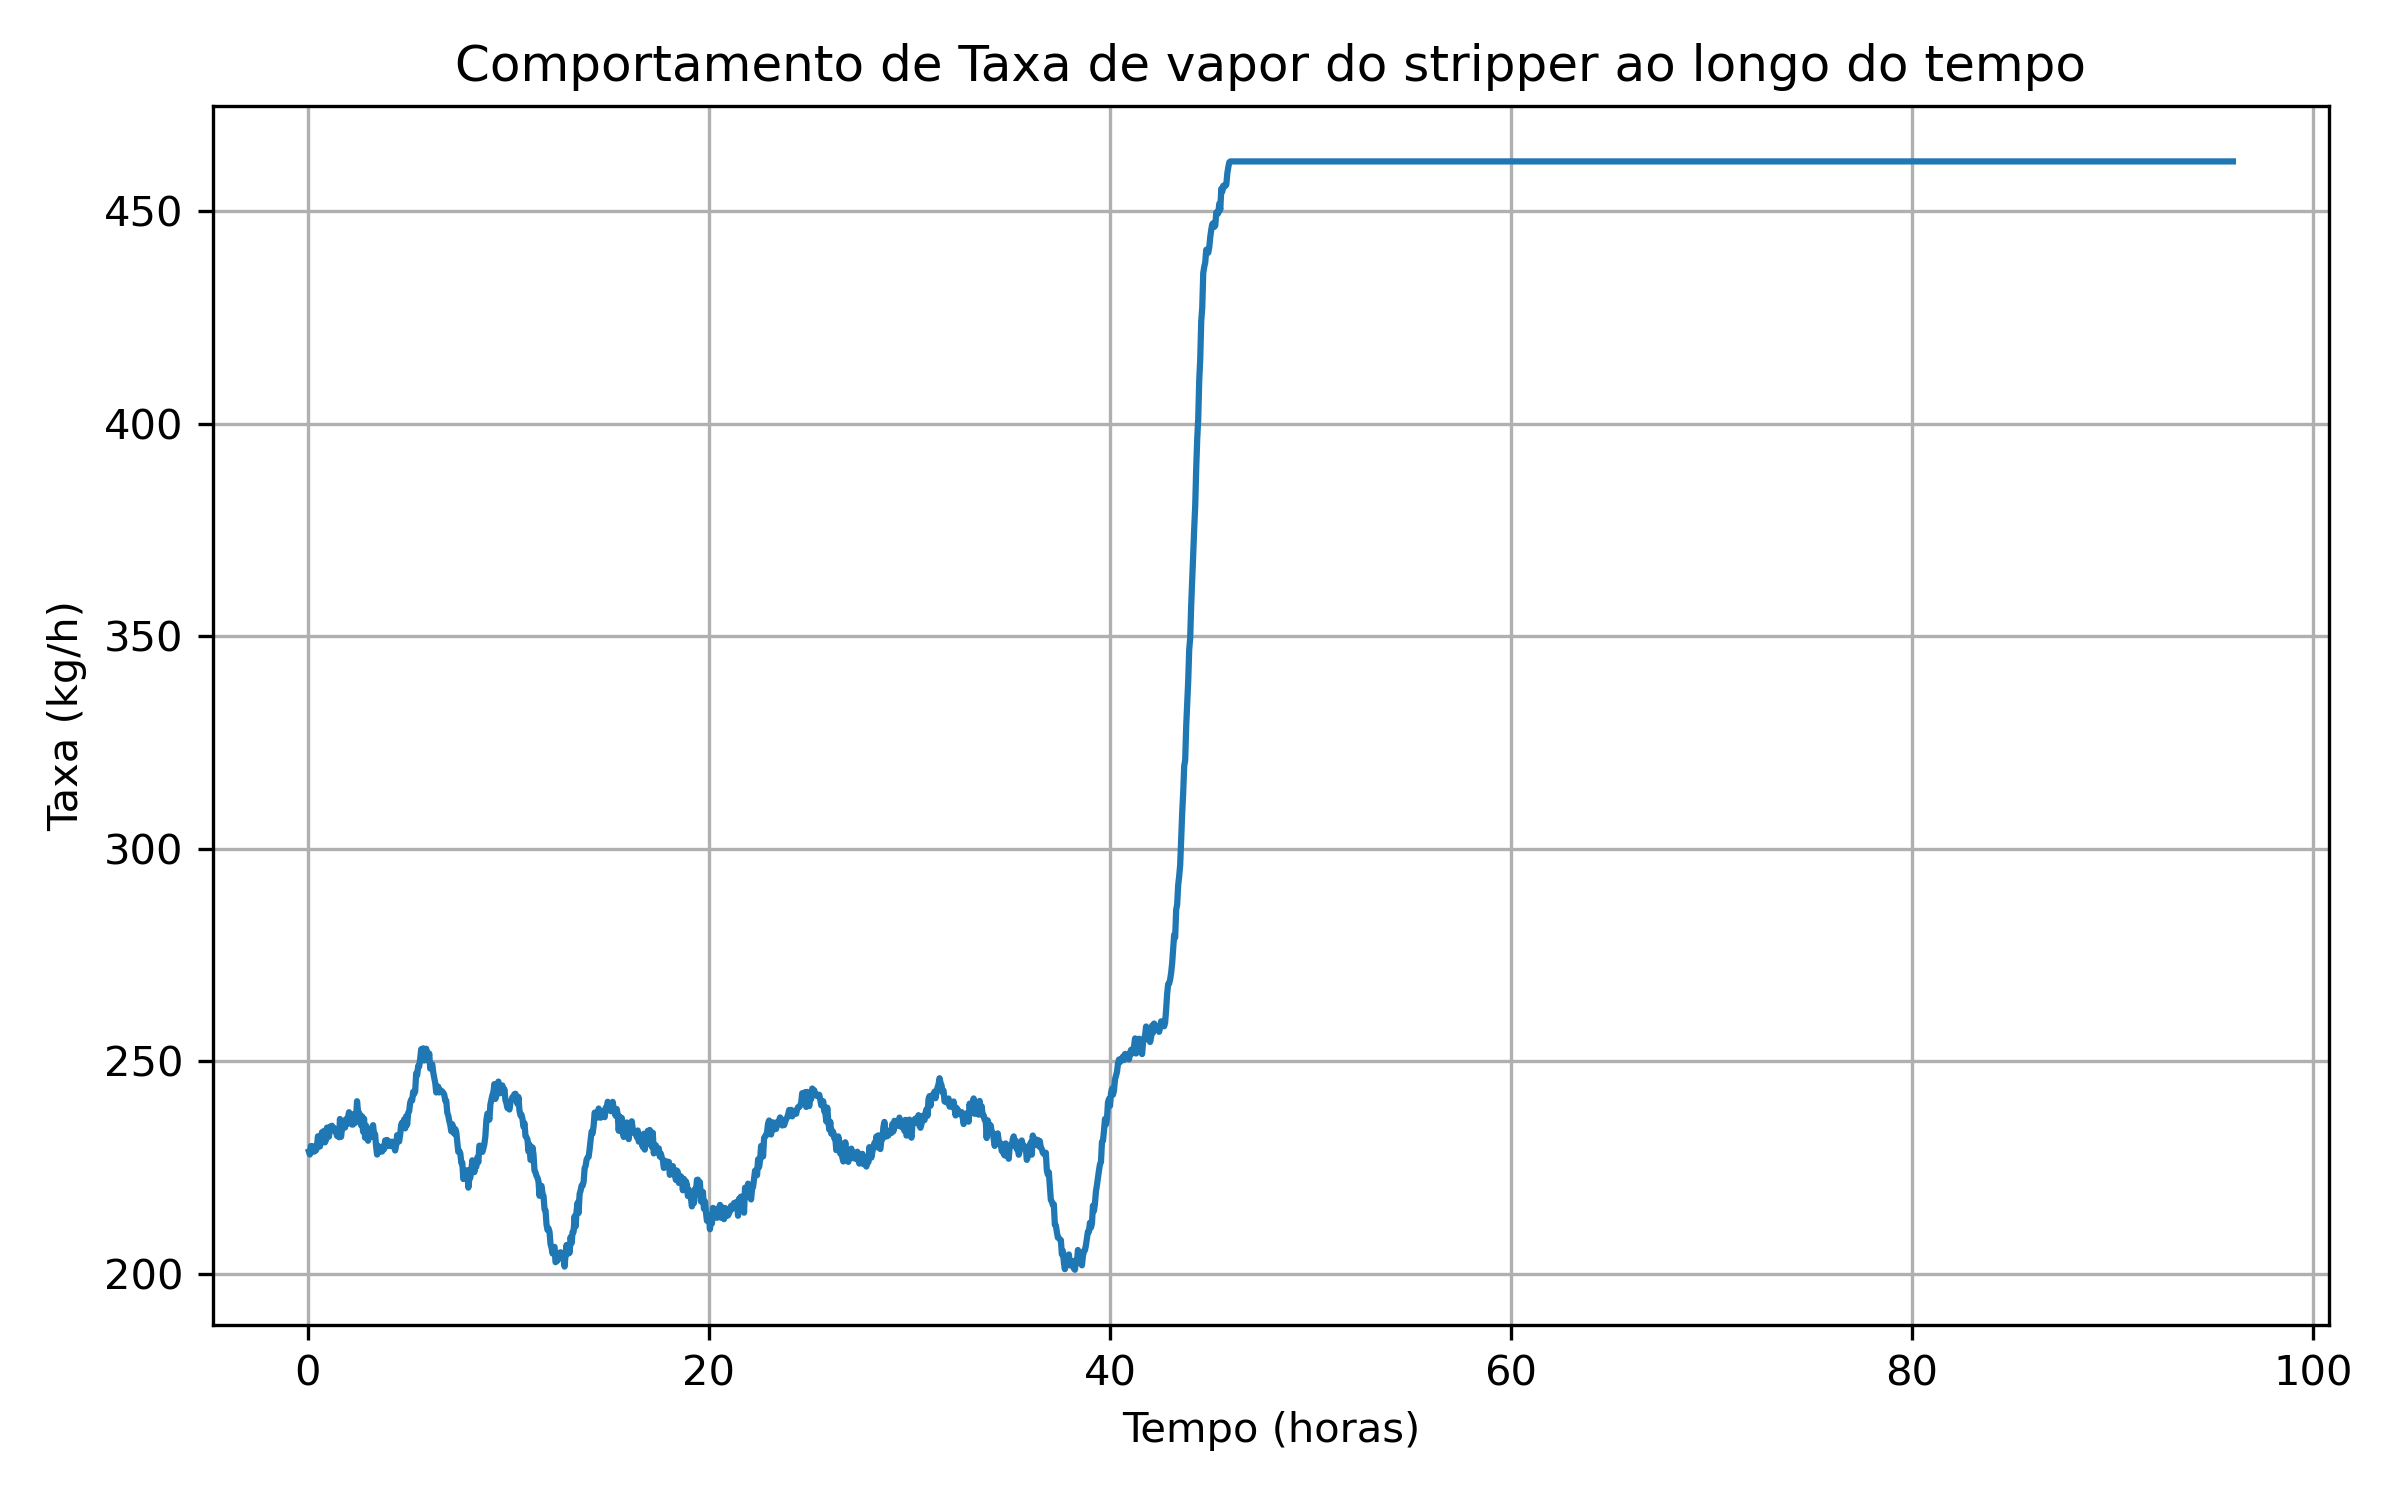 Comportamento de Taxa de vapor do stripper ao longo do tempo
Taxa (kg/h)
450
400
350
300
250
200
0 20 40 60 80 100
Tempo (horas)